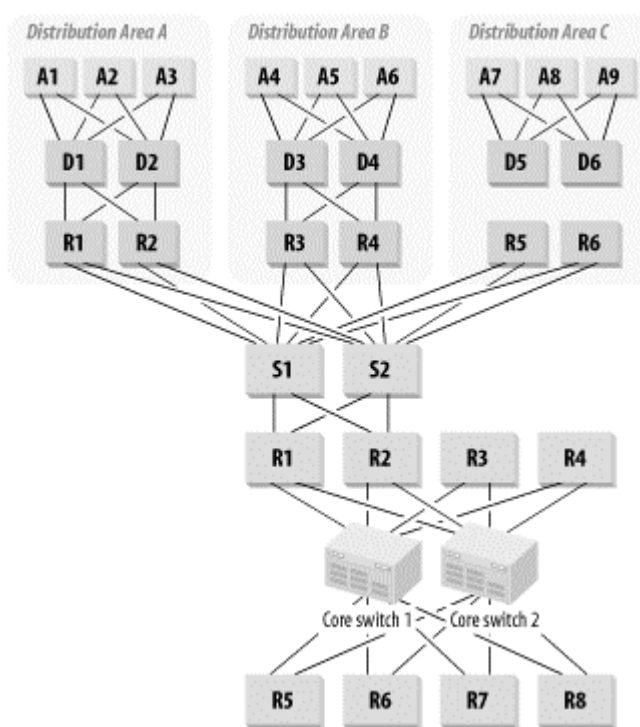 Distribution Area A Distribution Area B Distribution Area C
A1 A2 A3 A4 A5 A6 A7 A8 A9
D1 D2 D3 D4 D5 D6
R1 R2 R3 R4 R5 R6
S1 S2
R1 R2 R3 R4
Core switch 1 Core switch 2
R5 R6 R7 R8